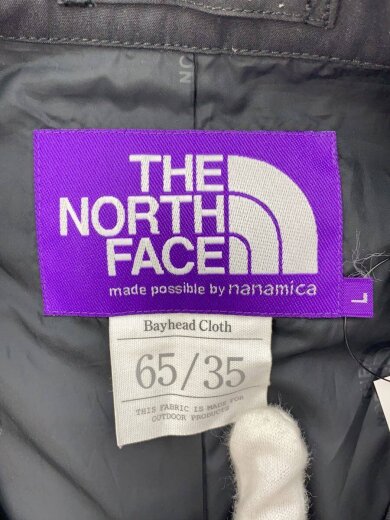 THE
NORTH
FACE
made possible by nanamica
L
Bayhead Cloth
65/35
THIS FABRIC IS MADE FOR
OUTDOOR PRODUCTS